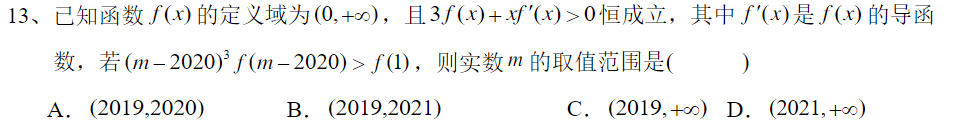 13、已知函数 f(x) 的定义域为 (0,+∞)，且 3f(x)+xf′(x)>0 恒成立，其中 f′(x) 是 f(x) 的导函
数，若 (m−2020)³ f(m−2020) > f(1)，则实数 m 的取值范围是(　　)
A．(2019,2020)　B．(2019,2021)　C．(2019,+∞)　D．(2021,+∞)